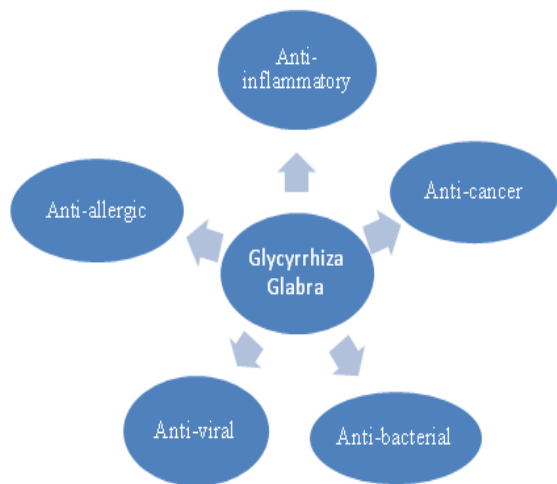 Anti-
inflammatory
Anti-allergic
Anti-cancer
Glycyrrhiza
Glabra
Anti-viral
Anti-bacterial